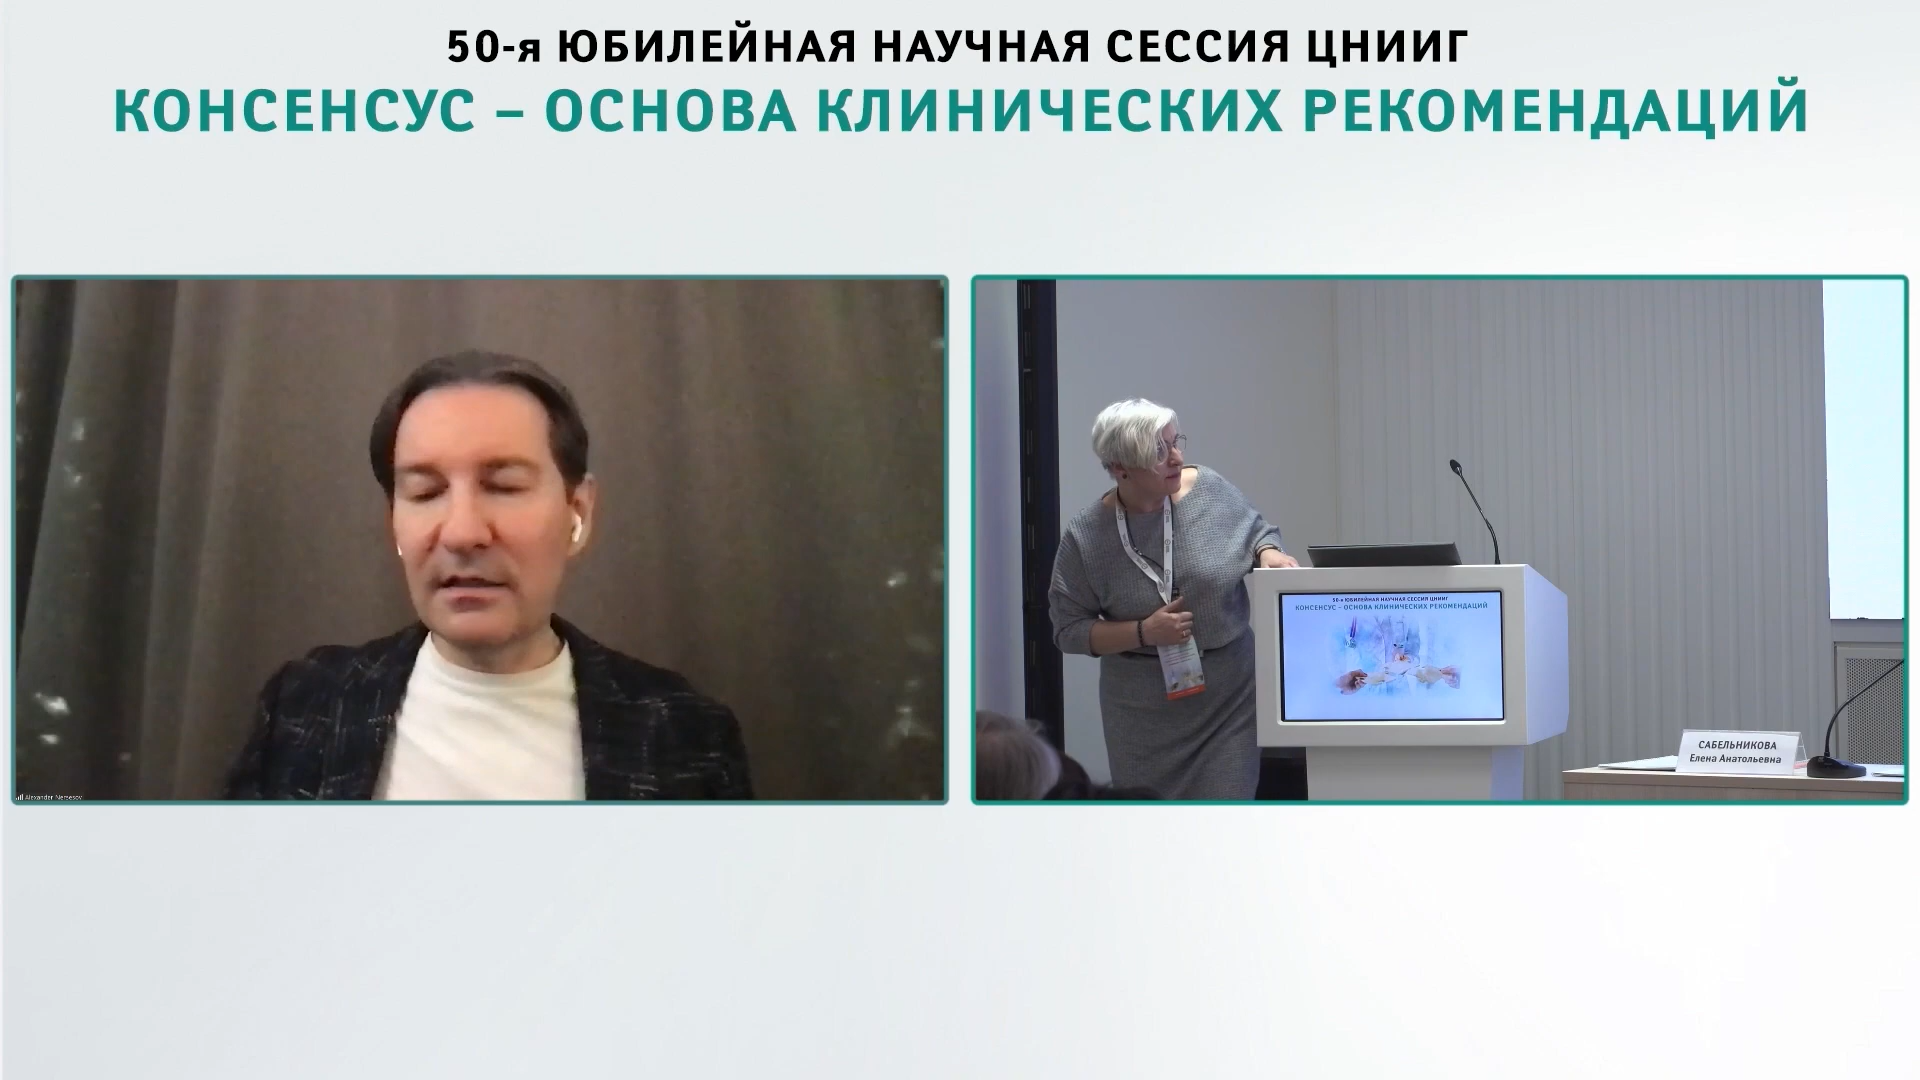 50-я ЮБИЛЕЙНАЯ НАУЧНАЯ СЕССИЯ ЦНИИГ
КОНСЕНСУС – ОСНОВА КЛИНИЧЕСКИХ РЕКОМЕНДАЦИЙ
Alexander Nersesov
50-я ЮБИЛЕЙНАЯ НАУЧНАЯ СЕССИЯ ЦНИИГ
КОНСЕНСУС – ОСНОВА КЛИНИЧЕСКИХ РЕКОМЕНДАЦИЙ
САБЕЛЬНИКОВА
Елена Анатольевна